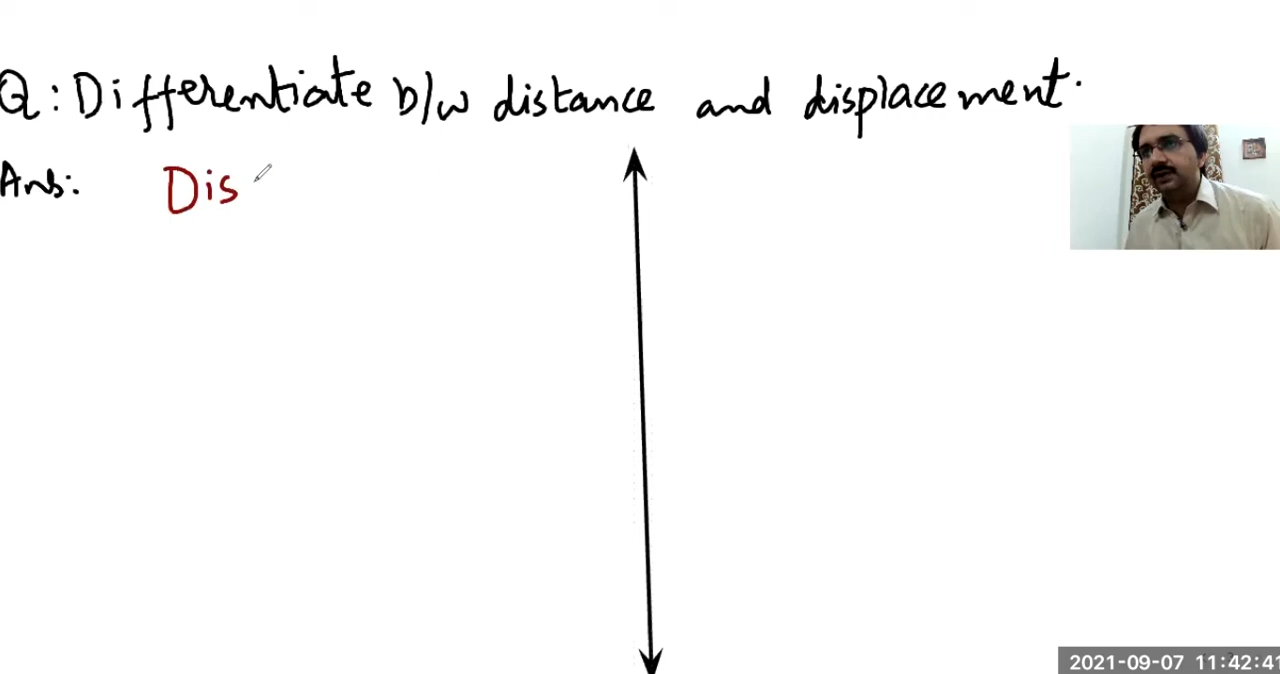 Q: Differentiate b/w distance and displacement.
Ans: Dis
2021-09-07 11:42:41